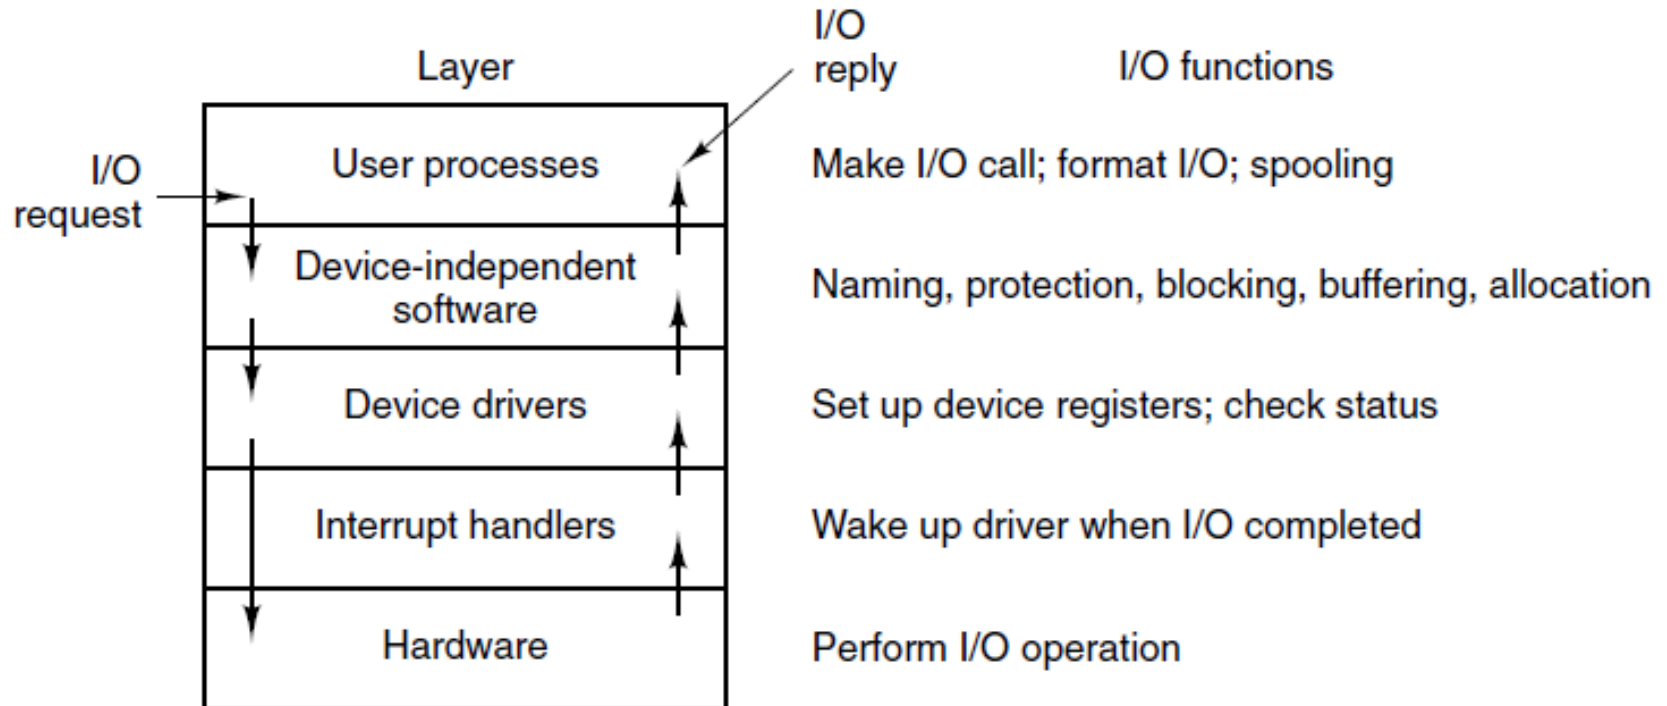 I/O
reply
Layer
I/O functions
User processes
Make I/O call; format I/O; spooling
I/O
request
Device-independent
software
Naming, protection, blocking, buffering, allocation
Device drivers
Set up device registers; check status
Interrupt handlers
Wake up driver when I/O completed
Hardware
Perform I/O operation